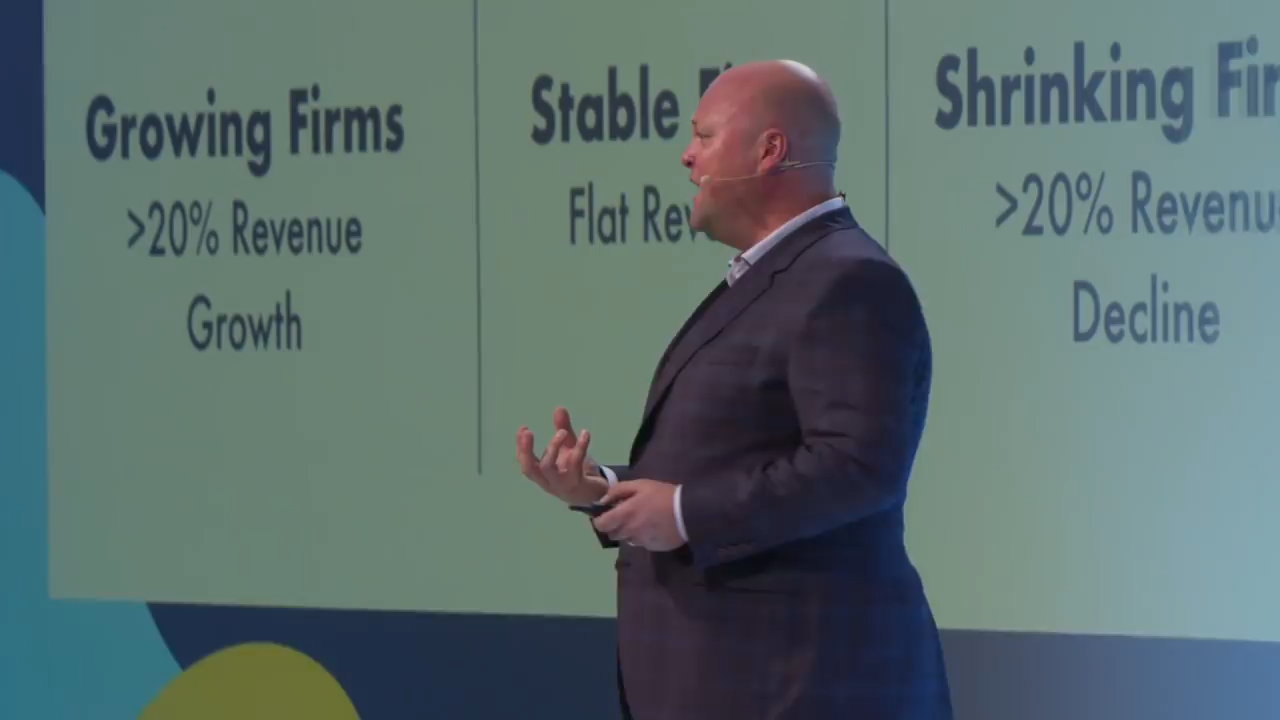 Growing Firms
>20% Revenue
Growth
Stable
Flat
Shrinking
>20%
Decline